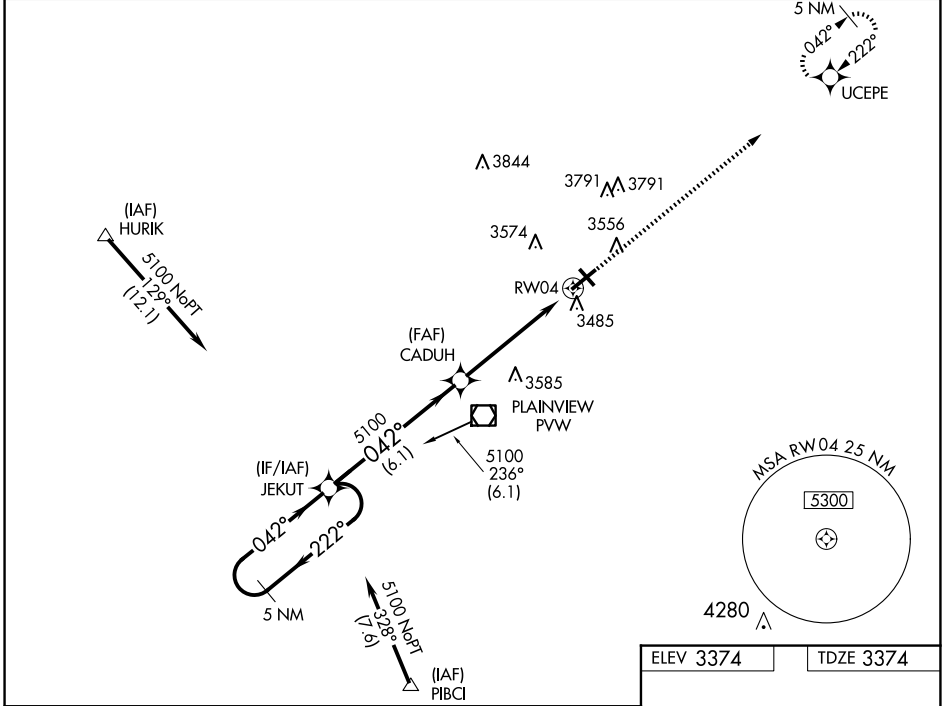 5 NM
042°
222°
UCEPE
3844
3791
3791
(IAF)
HURIK
3574
3556
5100 NoPT
129°
(12.1)
RW04
3485
(FAF)
CADUH
3585
PLAINVIEW
PVW
5100
042°
(6.1)
5100
236°
(6.1)
(IF/IAF)
JEKUT
MSA RW04 25 NM
5300
042°
222°
5 NM
5100 NoPT
328°
(7.6)
4280
(IAF)
PIBCI
ELEV 3374
TDZE 3374